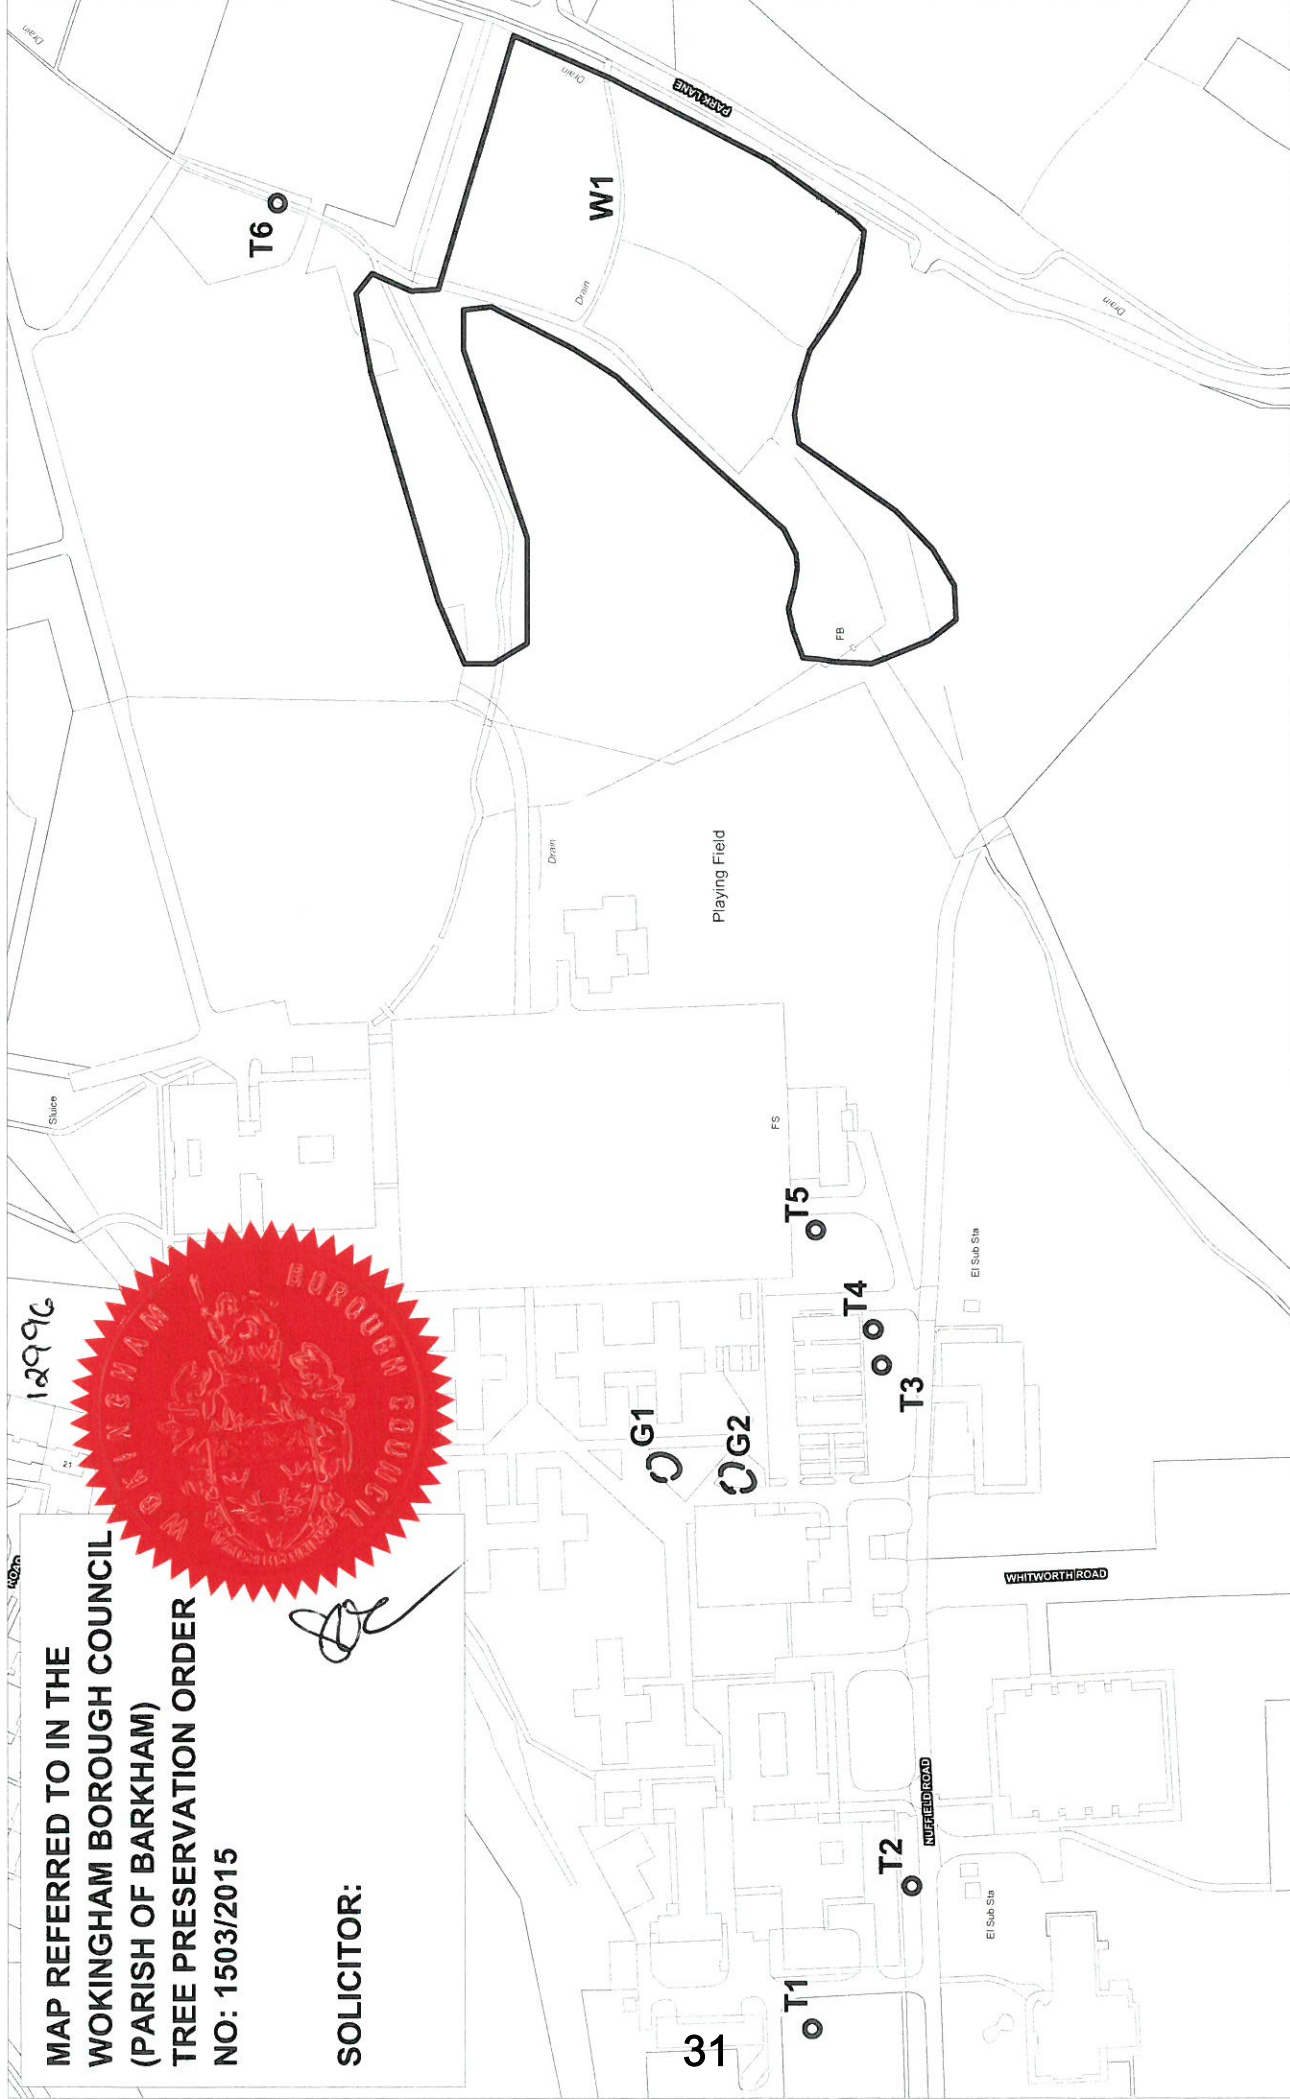 MAP REFERRED TO IN THE
WOKINGHAM BOROUGH COUNCIL
(PARISH OF BARKHAM)
TREE PRESERVATION ORDER
NO: 1503/2015
SOLICITOR:
WOKINGHAM BOROUGH COUNCIL
12996
21
ROAD
Sluice
Drain
T6
Drain
PARK LANE
W1
Drain
Drain
FB
Drain
Playing Field
FS
T5
T4
T3
El Sub Sta
G1
G2
WHITWORTH ROAD
NUFFIELD ROAD
T2
El Sub Sta
T1
31